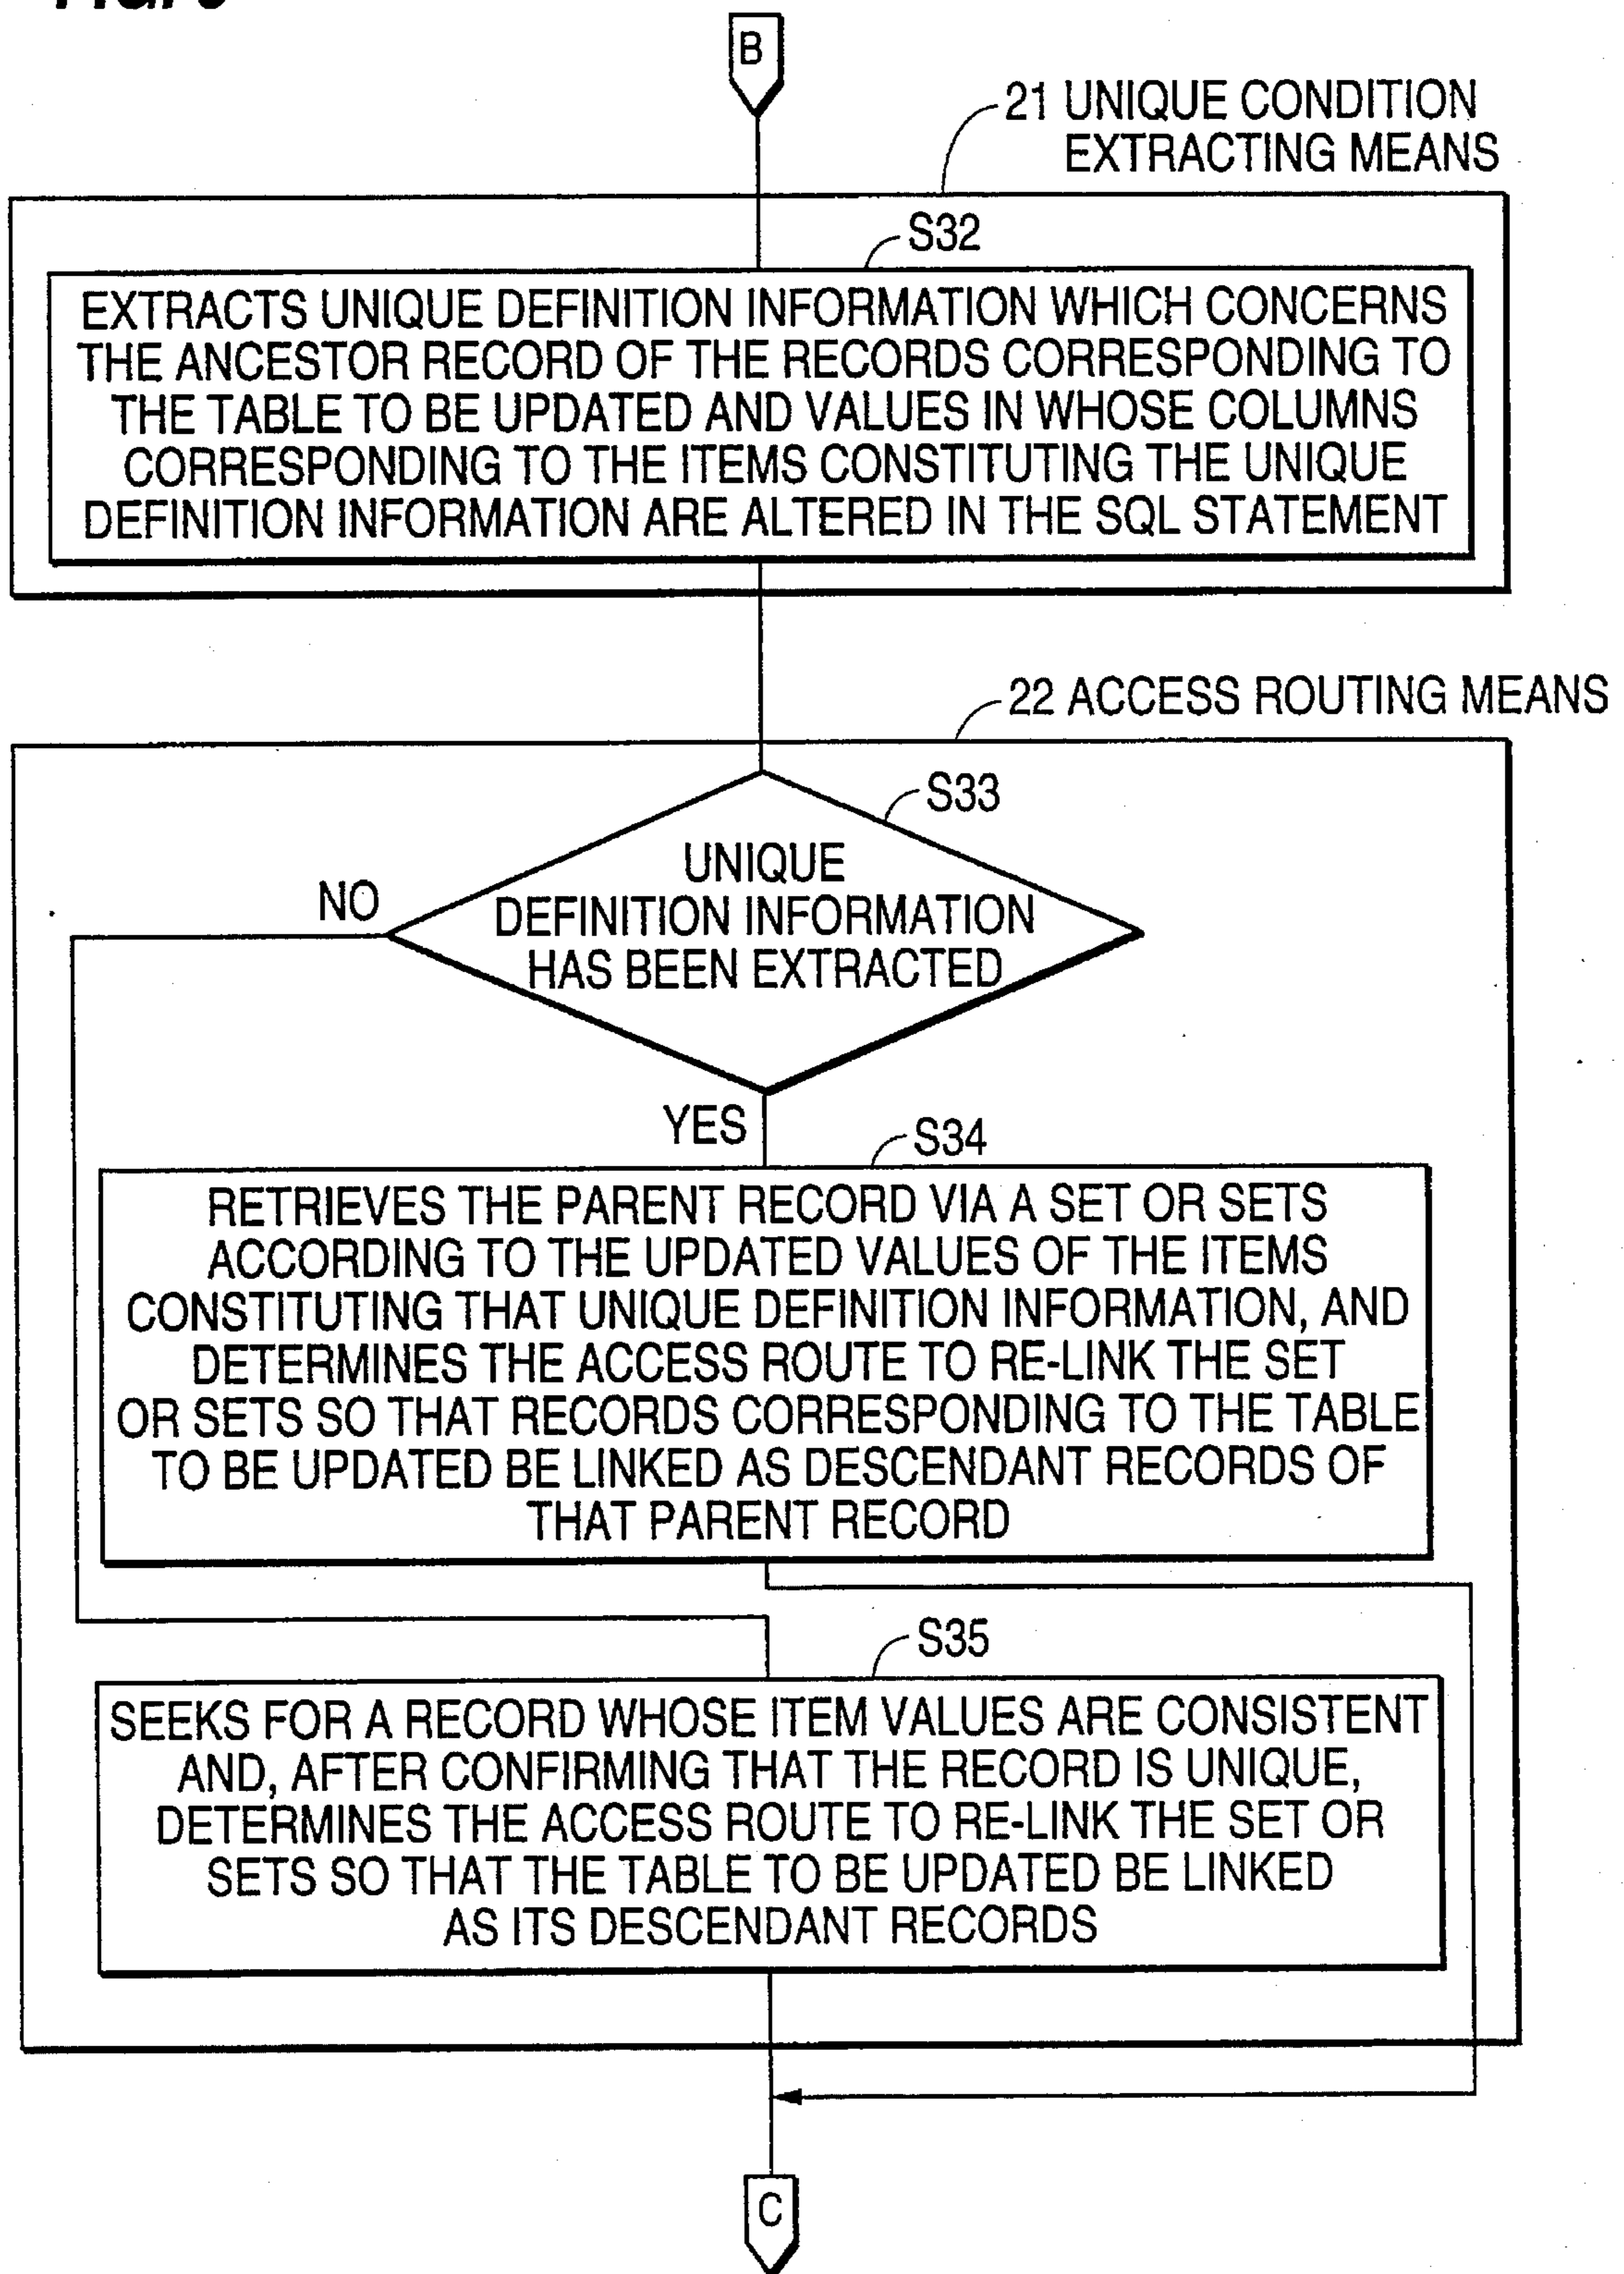 B
21 UNIQUE CONDITION
EXTRACTING MEANS
S32
EXTRACTS UNIQUE DEFINITION INFORMATION WHICH CONCERNS
THE ANCESTOR RECORD OF THE RECORDS CORRESPONDING TO
THE TABLE TO BE UPDATED AND VALUES IN WHOSE COLUMNS
CORRESPONDING TO THE ITEMS CONSTITUTING THE UNIQUE
DEFINITION INFORMATION ARE ALTERED IN THE SQL STATEMENT
22 ACCESS ROUTING MEANS
S33
UNIQUE
DEFINITION INFORMATION
HAS BEEN EXTRACTED
NO
YES
S34
RETRIEVES THE PARENT RECORD VIA A SET OR SETS
ACCORDING TO THE UPDATED VALUES OF THE ITEMS
CONSTITUTING THAT UNIQUE DEFINITION INFORMATION, AND
DETERMINES THE ACCESS ROUTE TO RE-LINK THE SET
OR SETS SO THAT RECORDS CORRESPONDING TO THE TABLE
TO BE UPDATED BE LINKED AS DESCENDANT RECORDS OF
THAT PARENT RECORD
S35
SEEKS FOR A RECORD WHOSE ITEM VALUES ARE CONSISTENT
AND, AFTER CONFIRMING THAT THE RECORD IS UNIQUE,
DETERMINES THE ACCESS ROUTE TO RE-LINK THE SET OR
SETS SO THAT THE TABLE TO BE UPDATED BE LINKED
AS ITS DESCENDANT RECORDS
C